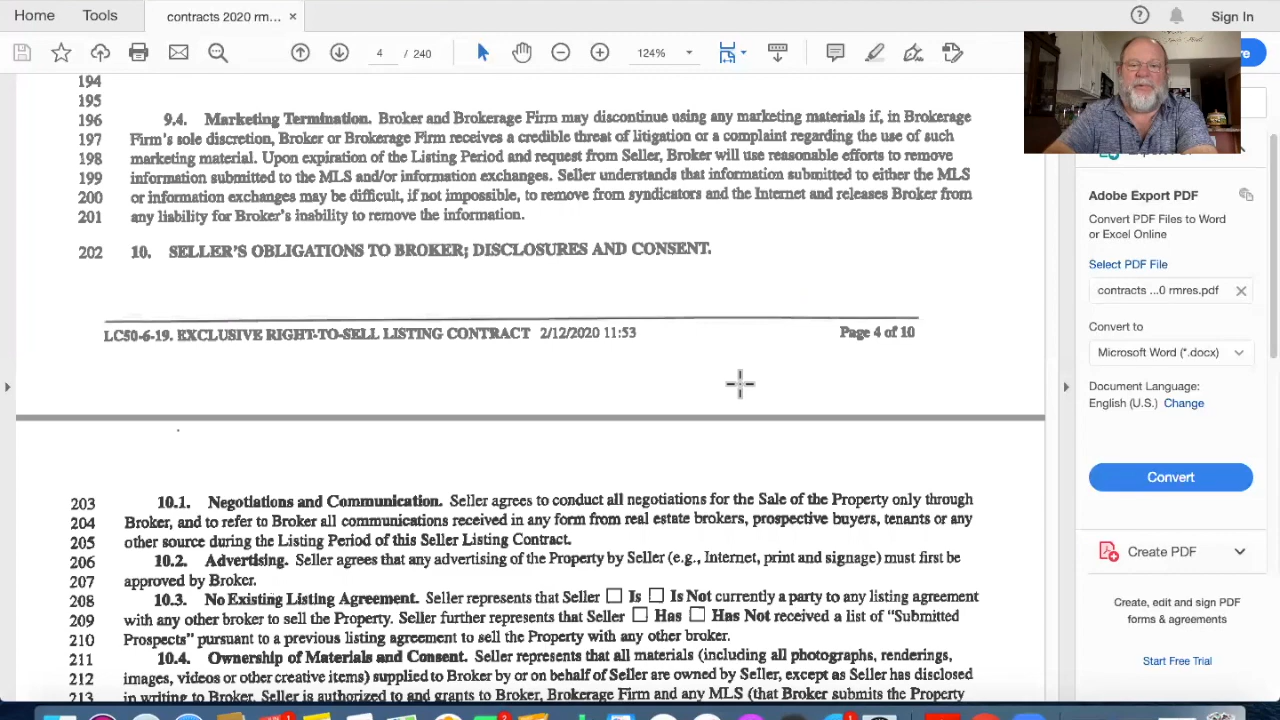 Home
Tools
contracts 2020 rm...
Sign In
4 / 240
124%
194
195
196 9.4. Marketing Termination. Broker and Brokerage Firm may discontinue using any marketing materials if, in Brokerage
197 Firm's sole discretion, Broker or Brokerage Firm receives a credible threat of litigation or a complaint regarding the use of such
198 marketing material. Upon expiration of the Listing Period and request from Seller, Broker will use reasonable efforts to remove
199 information submitted to the MLS and/or information exchanges. Seller understands that information submitted to either the MLS
200 or information exchanges may be difficult, if not impossible, to remove from syndicators and the Internet and releases Broker from
201 any liability for Broker's inability to remove the information.
202 10. SELLER'S OBLIGATIONS TO BROKER; DISCLOSURES AND CONSENT.
LC50-6-19. EXCLUSIVE RIGHT-TO-SELL LISTING CONTRACT 2/12/2020 11:53 Page 4 of 10
203 10.1. Negotiations and Communication. Seller agrees to conduct all negotiations for the Sale of the Property only through
204 Broker, and to refer to Broker all communications received in any form from real estate brokers, prospective buyers, tenants or any
205 other source during the Listing Period of this Seller Listing Contract.
206 10.2. Advertising. Seller agrees that any advertising of the Property by Seller (e.g., Internet, print and signage) must first be
207 approved by Broker.
208 10.3. No Existing Listing Agreement. Seller represents that Seller ☐ Is ☐ Is Not currently a party to any listing agreement
209 with any other broker to sell the Property. Seller further represents that Seller ☐ Has ☐ Has Not received a list of "Submitted
210 Prospects" pursuant to a previous listing agreement to sell the Property with any other broker.
211 10.4. Ownership of Materials and Consent. Seller represents that all materials (including all photographs, renderings,
212 images, videos or other creative items) supplied to Broker by or on behalf of Seller are owned by Seller, except as Seller has disclosed
213 in writing to Broker. Seller is authorized to and grants to Broker, Brokerage Firm and any MLS (that Broker submits the Property
Adobe Export PDF
Convert PDF Files to Word
or Excel Online
Select PDF File
contracts ...0 rmres.pdf
Convert to
Microsoft Word (*.docx)
Document Language:
English (U.S.) Change
Convert
Create PDF
Create, edit and sign PDF
forms & agreements
Start Free Trial